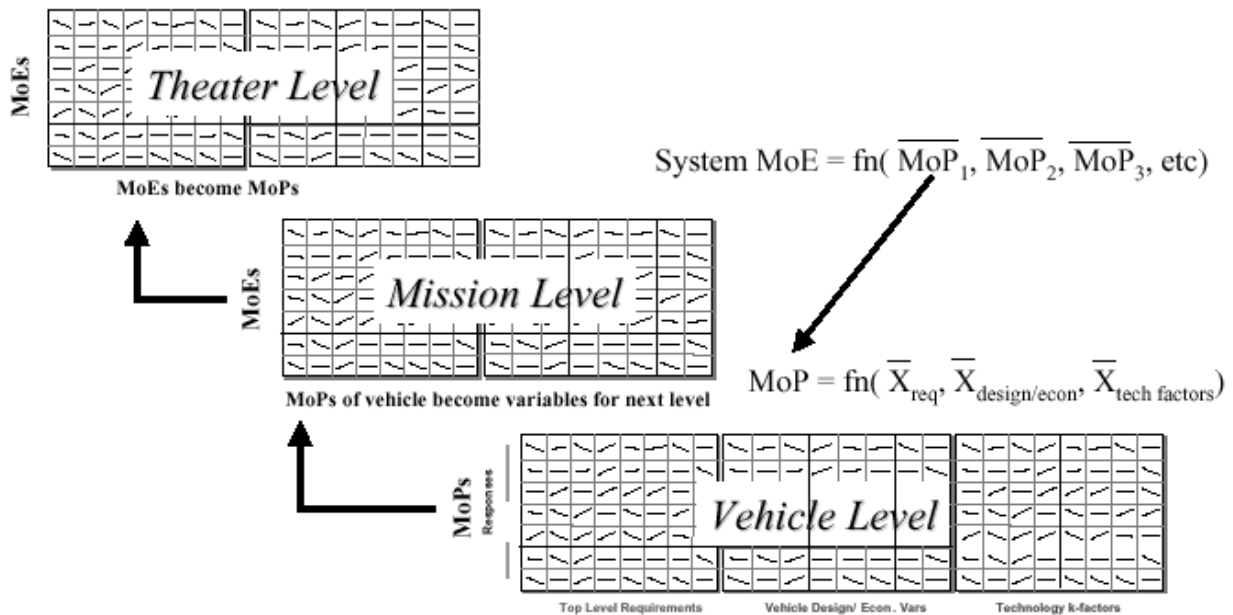 MoEs
Theater Level
MoEs become MoPs
System MoE = fn( MoP1, MoP2, MoP3, etc)
MoEs
Mission Level
MoP = fn( Xreq, Xdesign/econ, Xtech factors)
MoPs of vehicle become variables for next level
MoPs
Responses
Vehicle Level
Top Level Requirements
Vehicle Design/ Econ. Vars
Technology k-factors